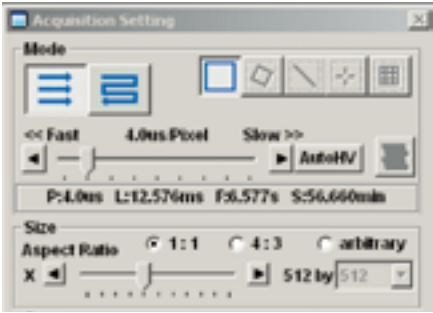 Acquisition Setting
Mode
<< Fast 4.0us/Pixel Slow >>
AutoHV
P:4.0us L:12.576ms F:6.577s S:56.660min
Size
Aspect Ratio 1:1 4:3 arbitrary
X 512 by 512